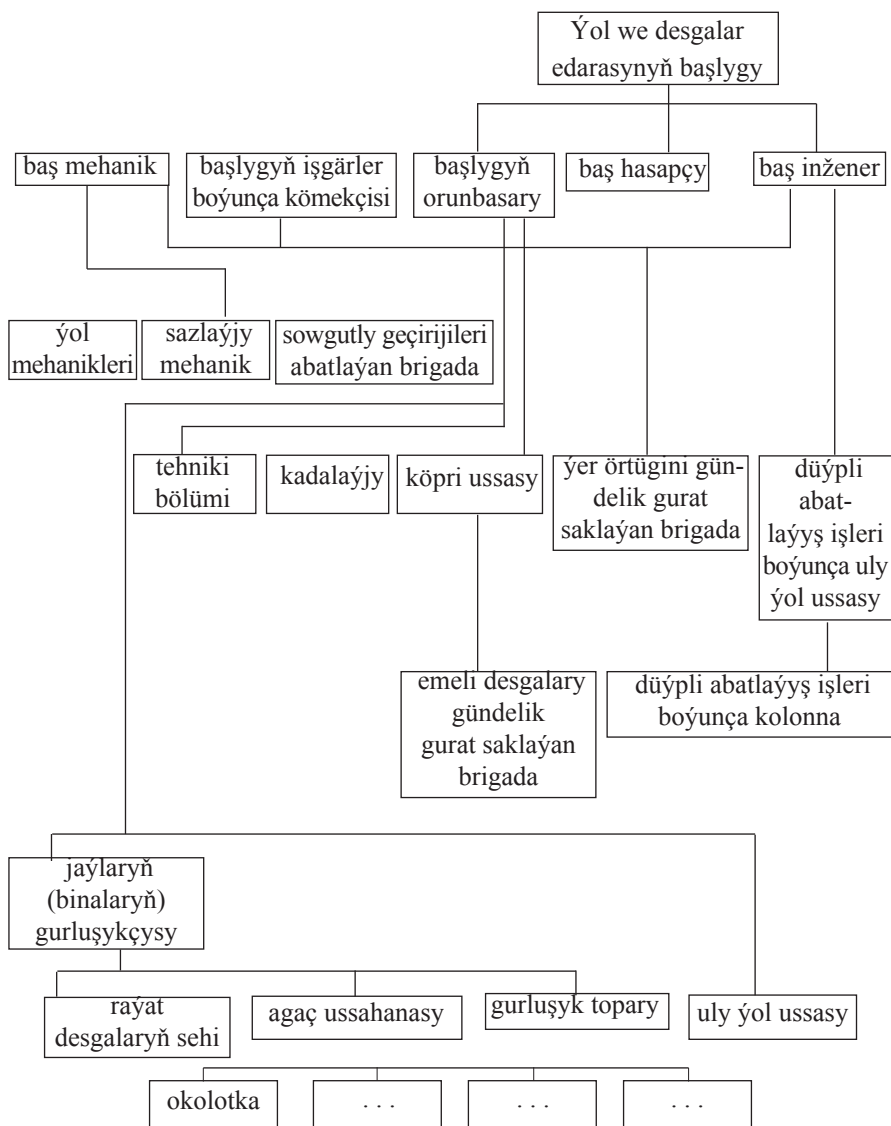 Ýol we desgalar
edarasynyň başlygy
baş mehanik
başlygyň işgärler
boýunça kömekçisi
başlygyň
orunbasary
baş hasapçy
baş inžener
ýol
mehanikleri
sazlaýjy
mehanik
sowgutly geçirijileri
abatlaýan brigada
tehniki
bölümi
kadalaýjy
köpri ussasy
ýer örtügini gün-
delik gurat
saklaýan brigada
düýpli
abat-
laýyş işleri
boýunça uly
ýol ussasy
emeli desgalary
gündelik
gurat saklaýan
brigada
düýpli abatlaýyş işleri
boýunça kolonna
jaýlaryň
(binalaryň)
gurluşykçysy
raýat
desgalaryň sehi
agaç ussahanasy
gurluşyk topary
uly ýol ussasy
okolotka
. . .
. . .
. . .